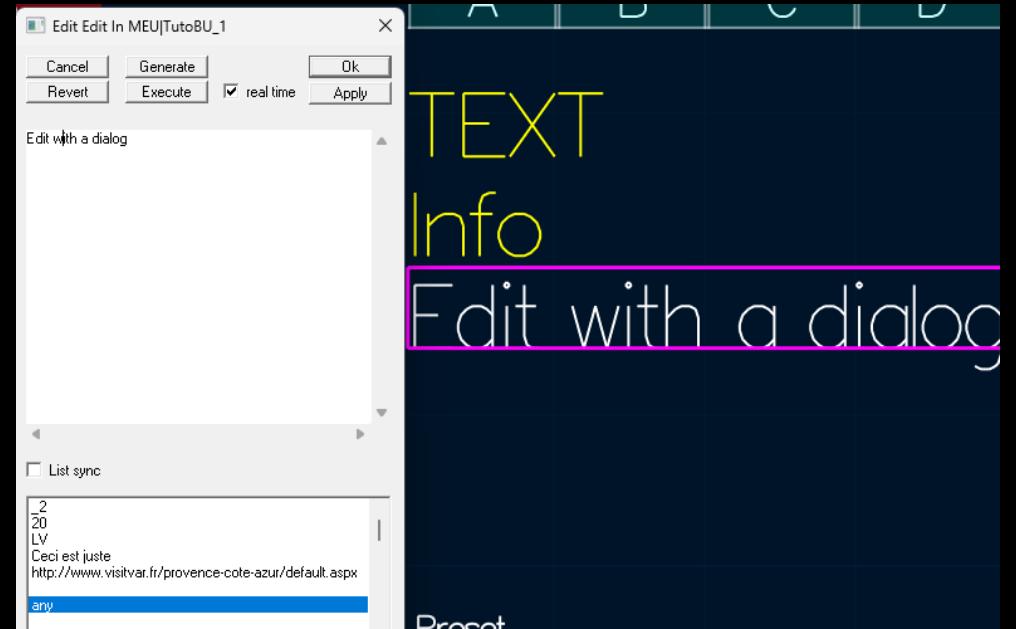 Edit Edit In MEU|TutoBU_1
Cancel
Generate
Ok
Revert
Execute
real time
Apply
Edit with a dialog
List sync
_2
20
LV
Ceci est juste
http://www.visitvar.fr/provence-cote-azur/default.aspx
any
A
B
C
D
TEXT
Info
Edit with a dialog
Preset